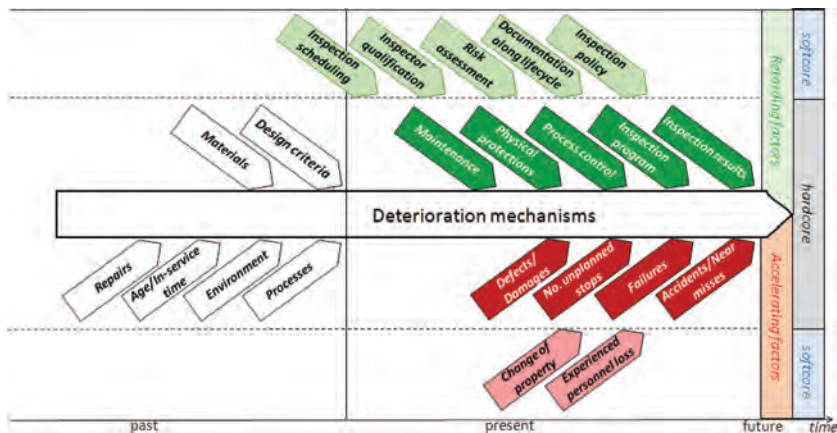 Inspection
scheduling
Inspector
qualification
Risk
assessment
Documentation
along lifecycle
Inspection
policy
Materials
Design criteria
Maintenance
Physical
protections
Process control
Inspection
program
Inspection results
Deterioration mechanisms
Repairs
Age/In-service
time
Environment
Processes
Defects/
Damages
No. unplanned
stops
Failures
Accidents/Near
misses
Change of
property
Experienced
personnel loss
Retarding factors
Accelerating factors
softcore
hardcore
softcore
past
present
future
time